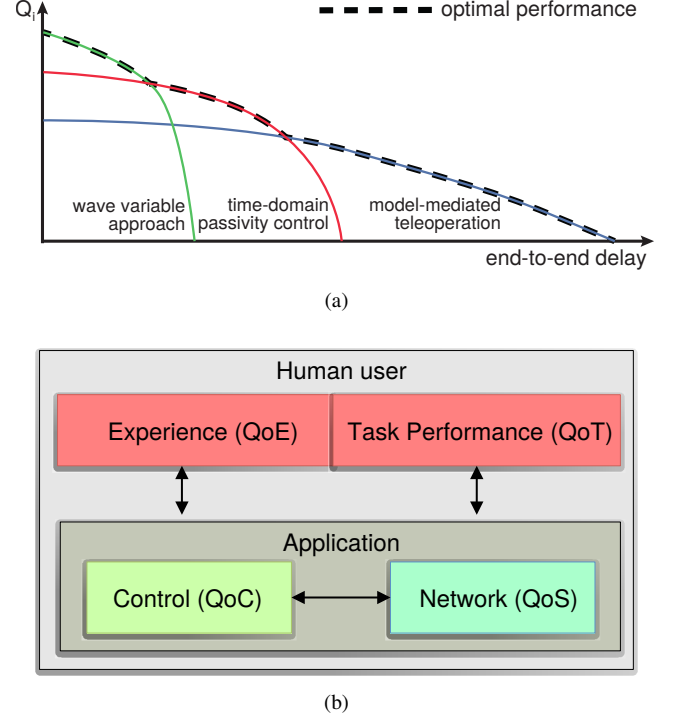 Qi
optimal performance
wave variable
approach
time-domain
passivity control
model-mediated
teleoperation
end-to-end delay
(a)
Human user
Experience (QoE)
Task Performance (QoT)
Application
Control (QoC)
Network (QoS)
(b)